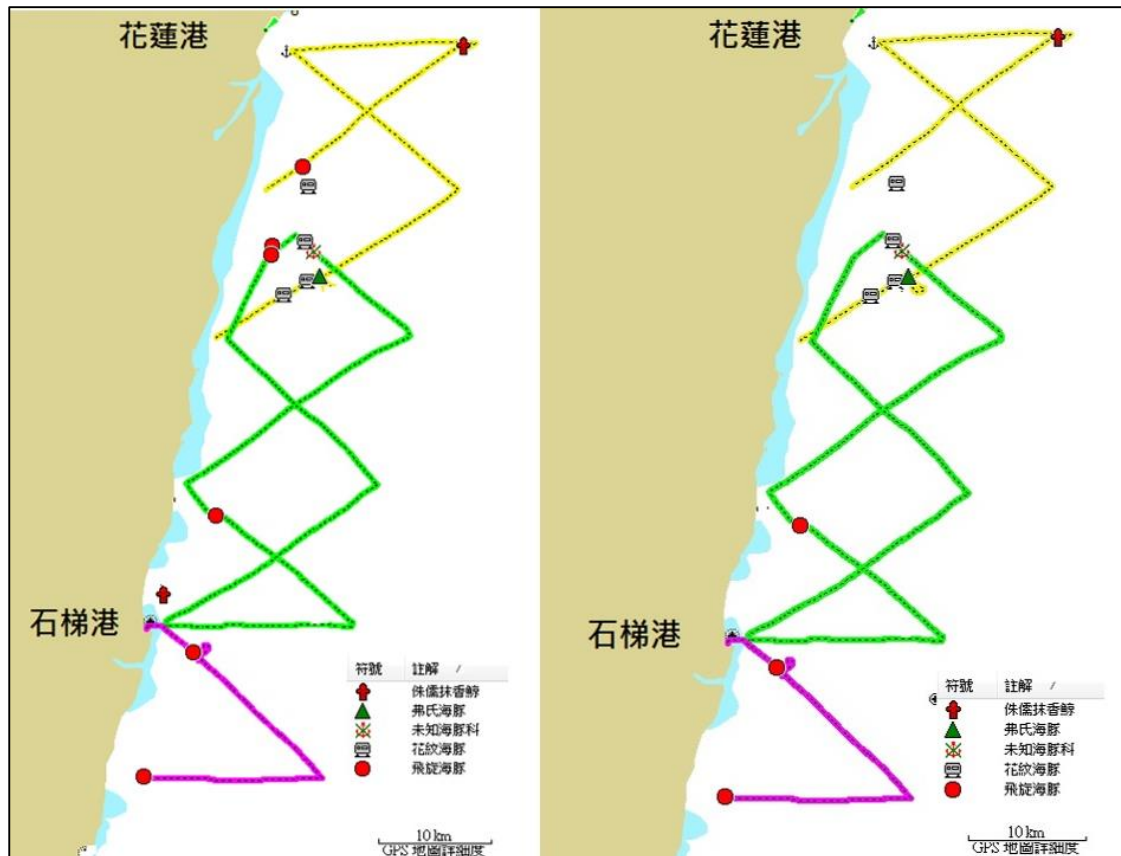 花蓮港
石梯港
符號 註解 /
侏儒抹香鯨
弗氏海豚
未知海豚科
花紋海豚
飛旋海豚
10 km
GPS 地圖詳細度
花蓮港
石梯港
符號 註解 /
侏儒抹香鯨
弗氏海豚
未知海豚科
花紋海豚
飛旋海豚
10 km
GPS 地圖詳細度